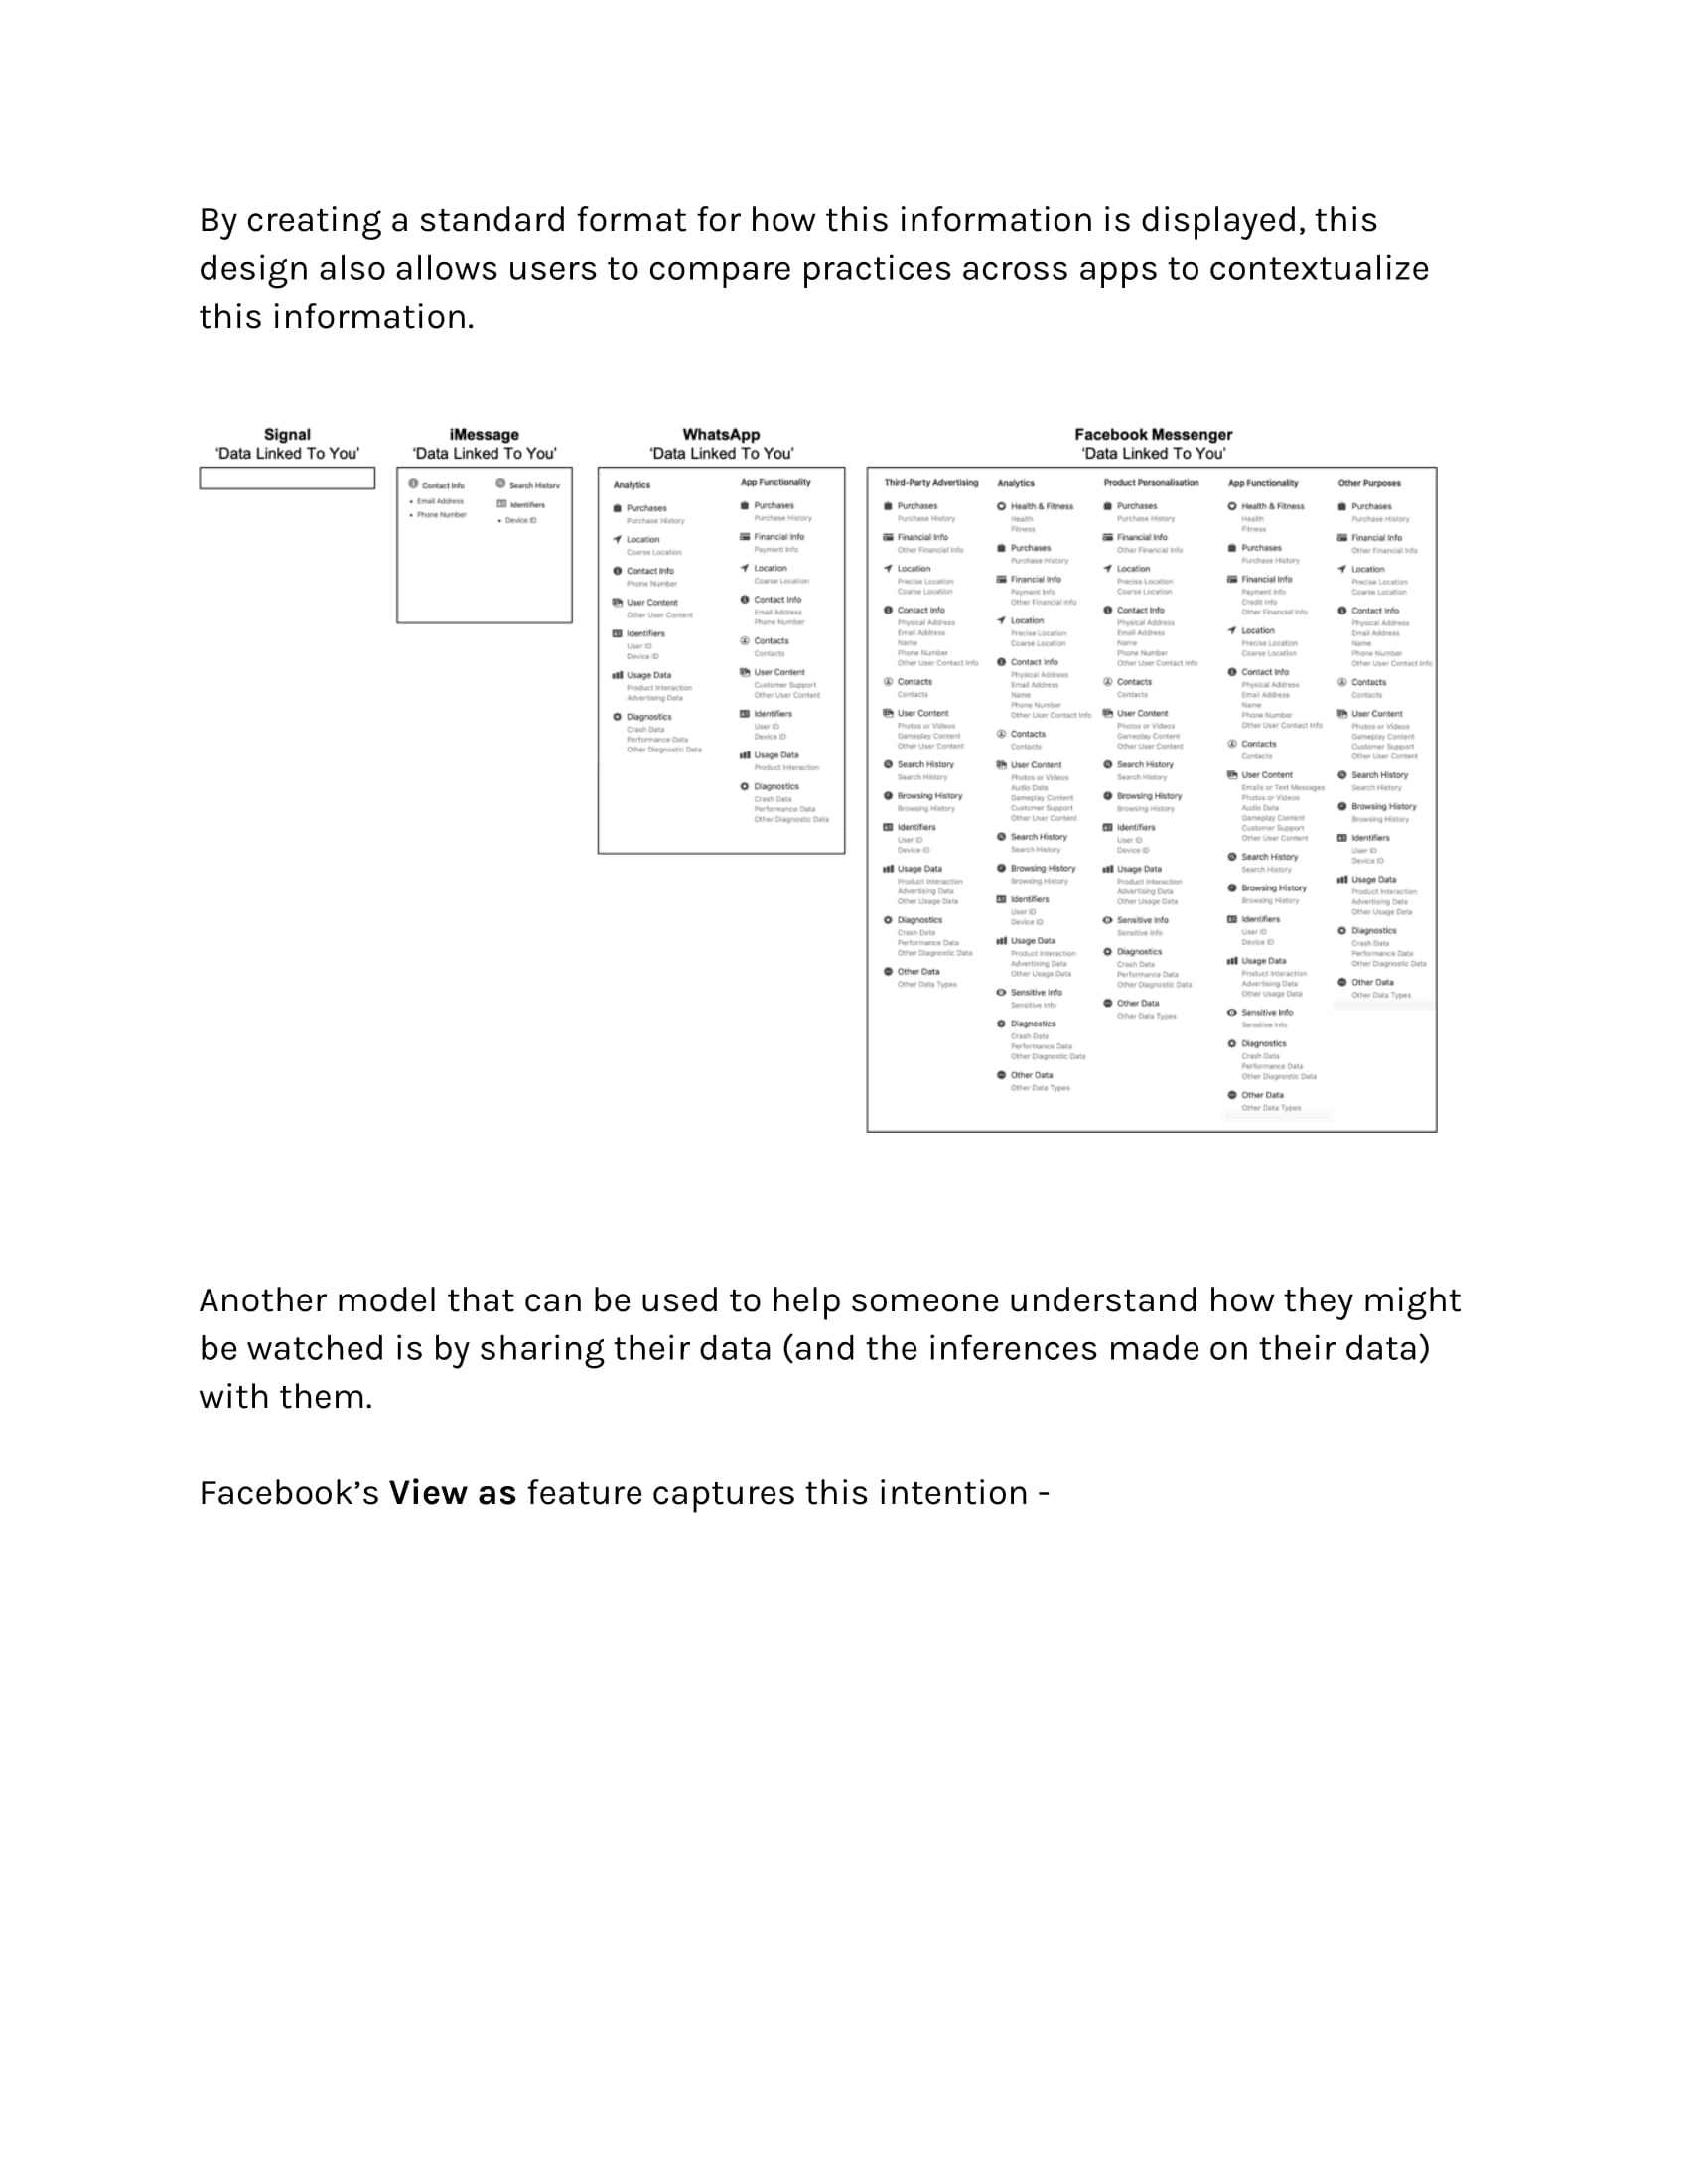 By creating a standard format for how this information is displayed, this
design also allows users to compare practices across apps to contextualize
this information.
Signal
'Data Linked To You'
iMessage
'Data Linked To You'
Contact Info
• Email Address
• Phone Number
Search History
Identifiers
• Device ID
WhatsApp
'Data Linked To You'
Analytics
Purchases
Purchase History
Location
Coarse Location
Contact Info
Phone Number
User Content
Other User Content
Identifiers
User ID
Device ID
Usage Data
Product Interaction
Advertising Data
Diagnostics
Crash Data
Performance Data
Other Diagnostic Data
App Functionality
Purchases
Purchase History
Financial Info
Payment Info
Location
Coarse Location
Contact Info
Email Address
Phone Number
Contacts
Contacts
User Content
Customer Support
Other User Content
Identifiers
User ID
Device ID
Usage Data
Product Interaction
Diagnostics
Crash Data
Performance Data
Other Diagnostic Data
Facebook Messenger
'Data Linked To You'
Third-Party Advertising
Purchases
Purchase History
Financial Info
Other Financial Info
Location
Precise Location
Coarse Location
Contact Info
Physical Address
Email Address
Name
Phone Number
Other User Contact Info
Contacts
Contacts
User Content
Photos or Videos
Gameplay Content
Other User Content
Search History
Search History
Browsing History
Browsing History
Identifiers
User ID
Device ID
Usage Data
Product Interaction
Advertising Data
Other Usage Data
Diagnostics
Crash Data
Performance Data
Other Diagnostic Data
Other Data
Other Data Types
Analytics
Health & Fitness
Health
Fitness
Purchases
Purchase History
Financial Info
Payment Info
Other Financial Info
Location
Precise Location
Coarse Location
Contact Info
Physical Address
Email Address
Name
Phone Number
Other User Contact Info
Contacts
Contacts
User Content
Photos or Videos
Audio Data
Gameplay Content
Customer Support
Other User Content
Search History
Search History
Browsing History
Browsing History
Identifiers
User ID
Device ID
Usage Data
Product Interaction
Advertising Data
Other Usage Data
Sensitive Info
Sensitive Info
Diagnostics
Crash Data
Performance Data
Other Diagnostic Data
Other Data
Other Data Types
Product Personalisation
Purchases
Purchase History
Financial Info
Other Financial Info
Location
Precise Location
Coarse Location
Contact Info
Physical Address
Email Address
Name
Phone Number
Other User Contact Info
Contacts
Contacts
User Content
Photos or Videos
Gameplay Content
Other User Content
Search History
Search History
Browsing History
Browsing History
Identifiers
User ID
Device ID
Usage Data
Product Interaction
Advertising Data
Other Usage Data
Sensitive Info
Sensitive Info
Diagnostics
Crash Data
Performance Data
Other Diagnostic Data
Other Data
Other Data Types
App Functionality
Health & Fitness
Health
Fitness
Purchases
Purchase History
Financial Info
Payment Info
Credit Info
Other Financial Info
Location
Precise Location
Coarse Location
Contact Info
Physical Address
Email Address
Name
Phone Number
Other User Contact Info
Contacts
Contacts
User Content
Emails or Text Messages
Photos or Videos
Audio Data
Gameplay Content
Customer Support
Other User Content
Search History
Search History
Browsing History
Browsing History
Identifiers
User ID
Device ID
Usage Data
Product Interaction
Advertising Data
Other Usage Data
Sensitive Info
Sensitive Info
Diagnostics
Crash Data
Performance Data
Other Diagnostic Data
Other Data
Other Data Types
Other Purposes
Purchases
Purchase History
Financial Info
Other Financial Info
Location
Precise Location
Coarse Location
Contact Info
Physical Address
Email Address
Name
Phone Number
Other User Contact Info
Contacts
Contacts
User Content
Photos or Videos
Gameplay Content
Customer Support
Other User Content
Search History
Search History
Browsing History
Browsing History
Identifiers
User ID
Device ID
Usage Data
Product Interaction
Advertising Data
Other Usage Data
Diagnostics
Crash Data
Performance Data
Other Diagnostic Data
Other Data
Other Data Types
Another model that can be used to help someone understand how they might
be watched is by sharing their data (and the inferences made on their data)
with them.
Facebook’s View as feature captures this intention -